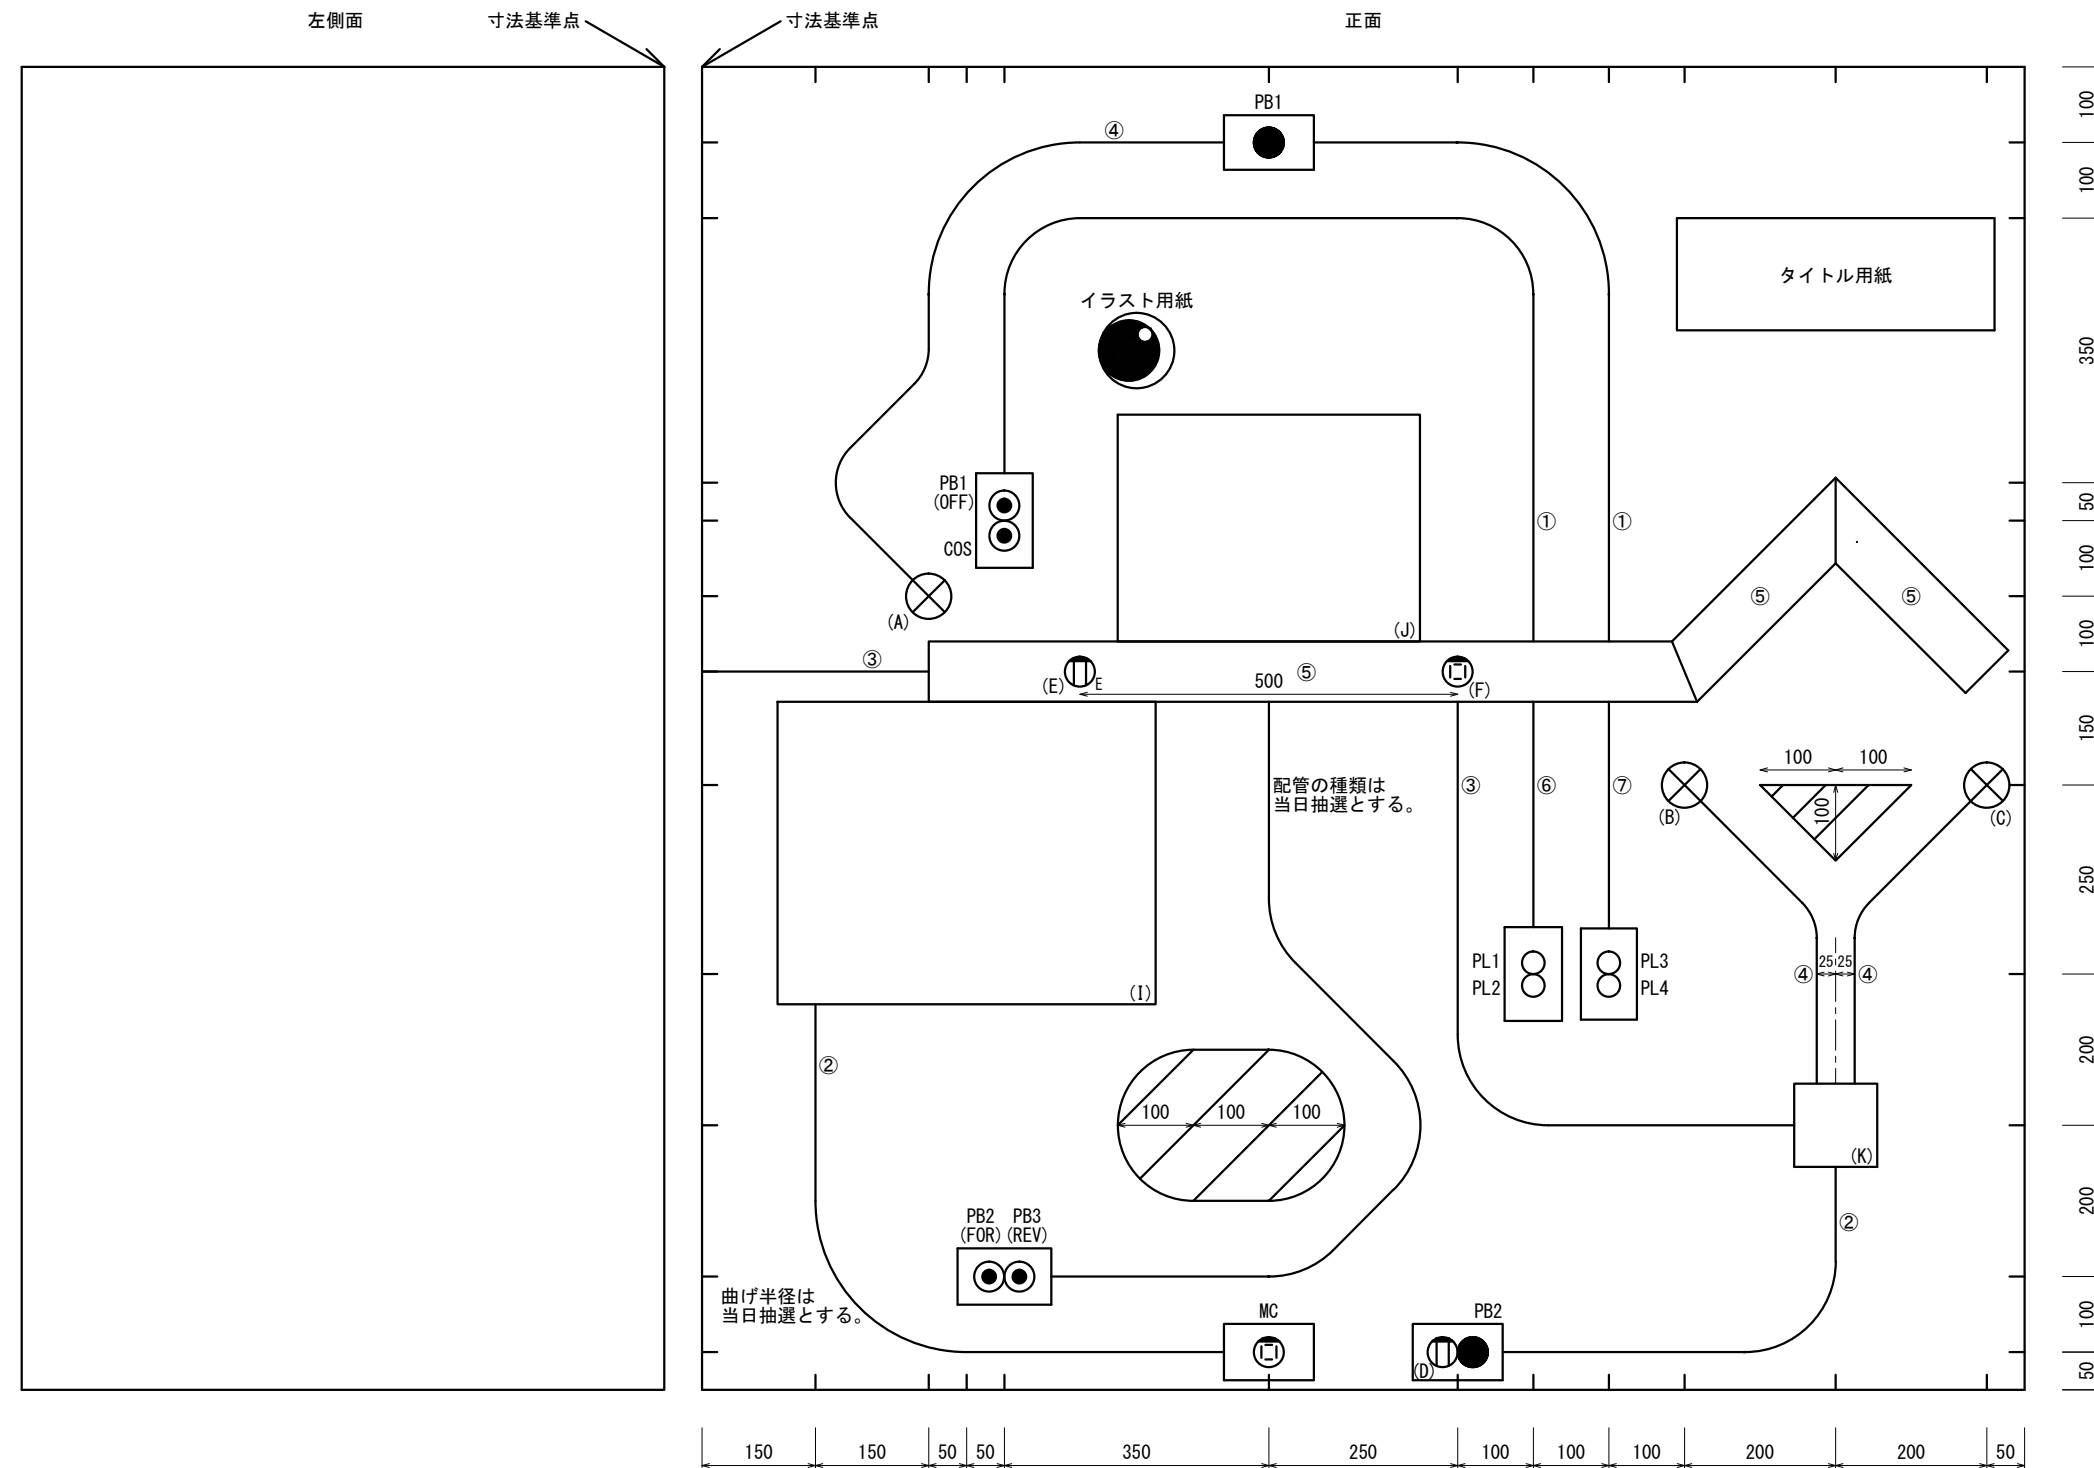 左側面
寸法基準点
寸法基準点
正面
PB1
④
100
100
タイトル用紙
イラスト用紙
350
PB1
(OFF)
COS
①
①
50
100
⑤
⑤
(A)
(J)
100
③
(E)
E
500
⑤
(F)
150
配管の種類は
当日抽選とする。
③
⑥
⑦
100
100
100
(B)
(C)
250
PL1
PL2
PL3
PL4
④
25
25
④
(I)
②
200
100
100
100
(K)
200
PB2
(FOR)
PB3
(REV)
②
曲げ半径は
当日抽選とする。
MC
PB2
(D)
100
50
150
150
50
50
350
250
100
100
100
200
200
50